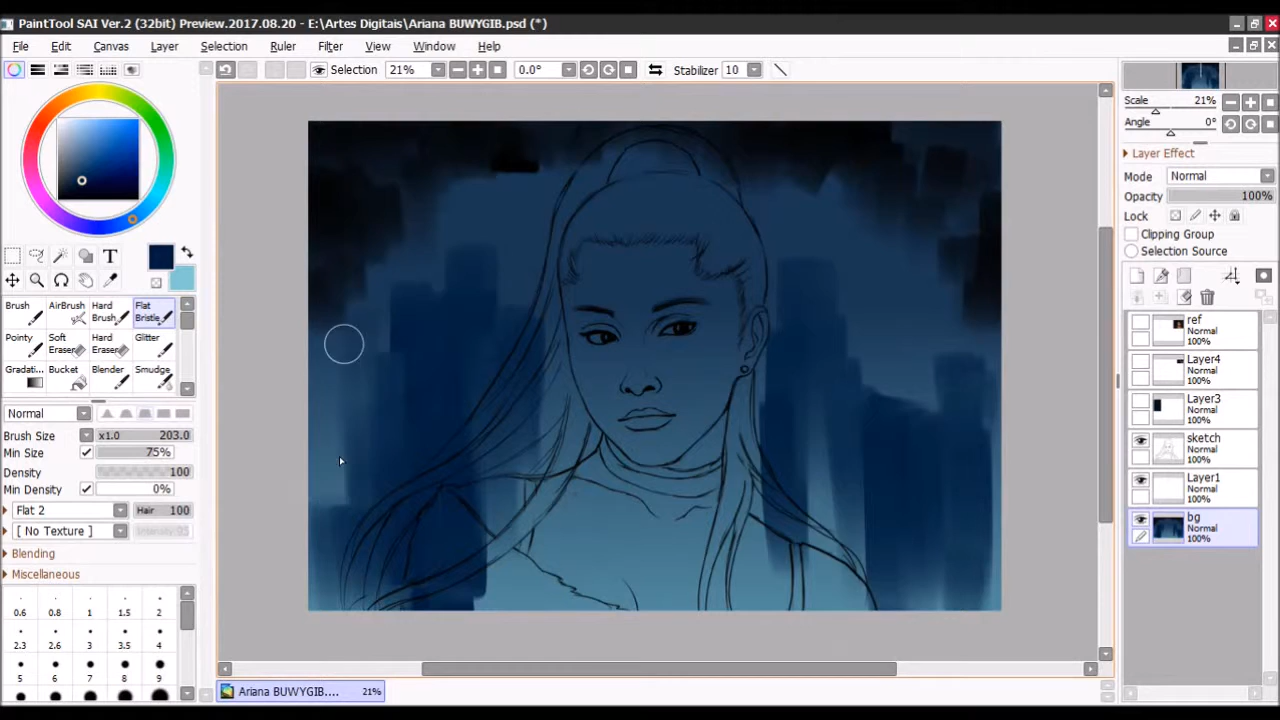 PaintTool SAI Ver.2 (32bit) Preview.2017.08.20 - E:\Artes Digitais\Ariana BUWYGIB.psd (*)
File Edit Canvas Layer Selection Ruler Filter View Window Help
Selection 21% 0.0° Stabilizer 10
Scale 21%
Angle 0°
Layer Effect
Mode Normal
Opacity 100%
Lock
Clipping Group
Selection Source
T
Brush AirBrush Hard Brush Flat Bristle
Pointy Soft Eraser Hard Eraser Glitter
Gradati... Bucket Blender Smudge
Normal
Brush Size x1.0 203.0
Min Size 75%
Density 100
Min Density 0%
Flat 2 Hair 100
[ No Texture ] Intensity 95
Blending
Miscellaneous
0.6 0.8 1 1.5 2
2.3 2.6 3 3.5 4
5 6 7 8 9
ref
Normal
100%
Layer4
Normal
100%
Layer3
Normal
100%
sketch
Normal
100%
Layer1
Normal
100%
bg
Normal
100%
Ariana BUWYGIB.... 21%